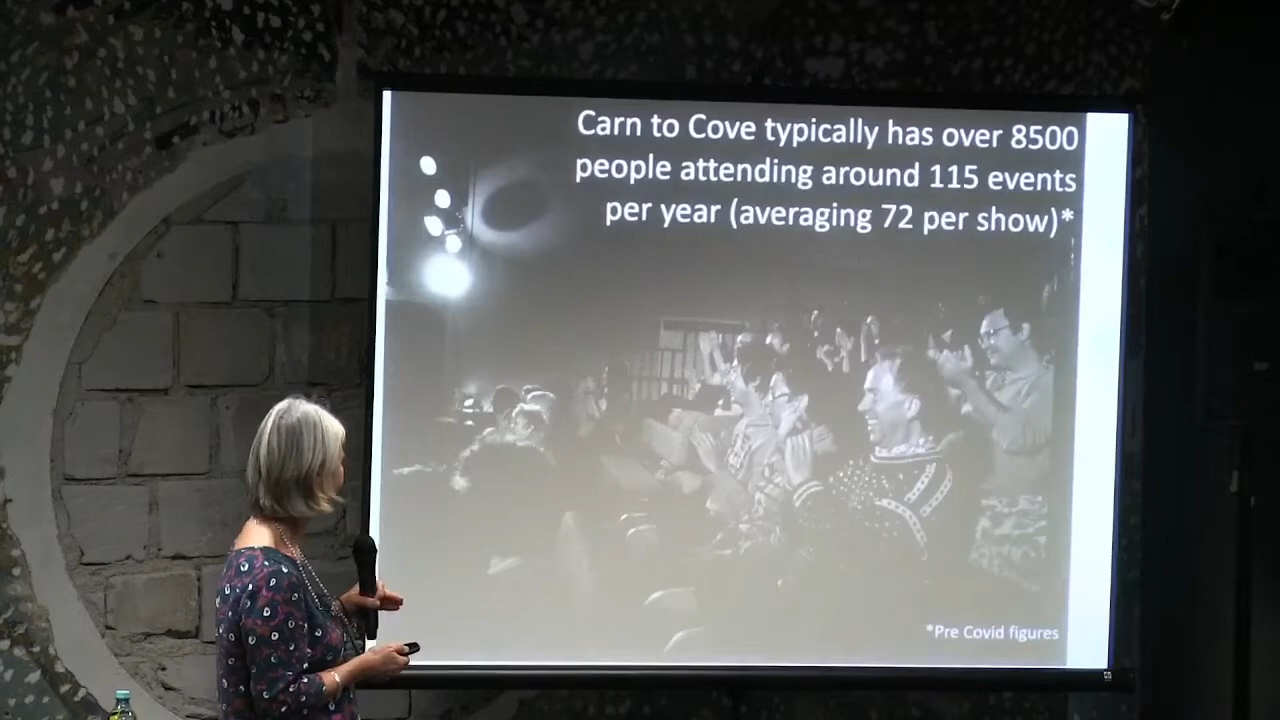 Carn to Cove typically has over 8500
people attending around 115 events
per year (averaging 72 per show)*
*Pre Covid figures